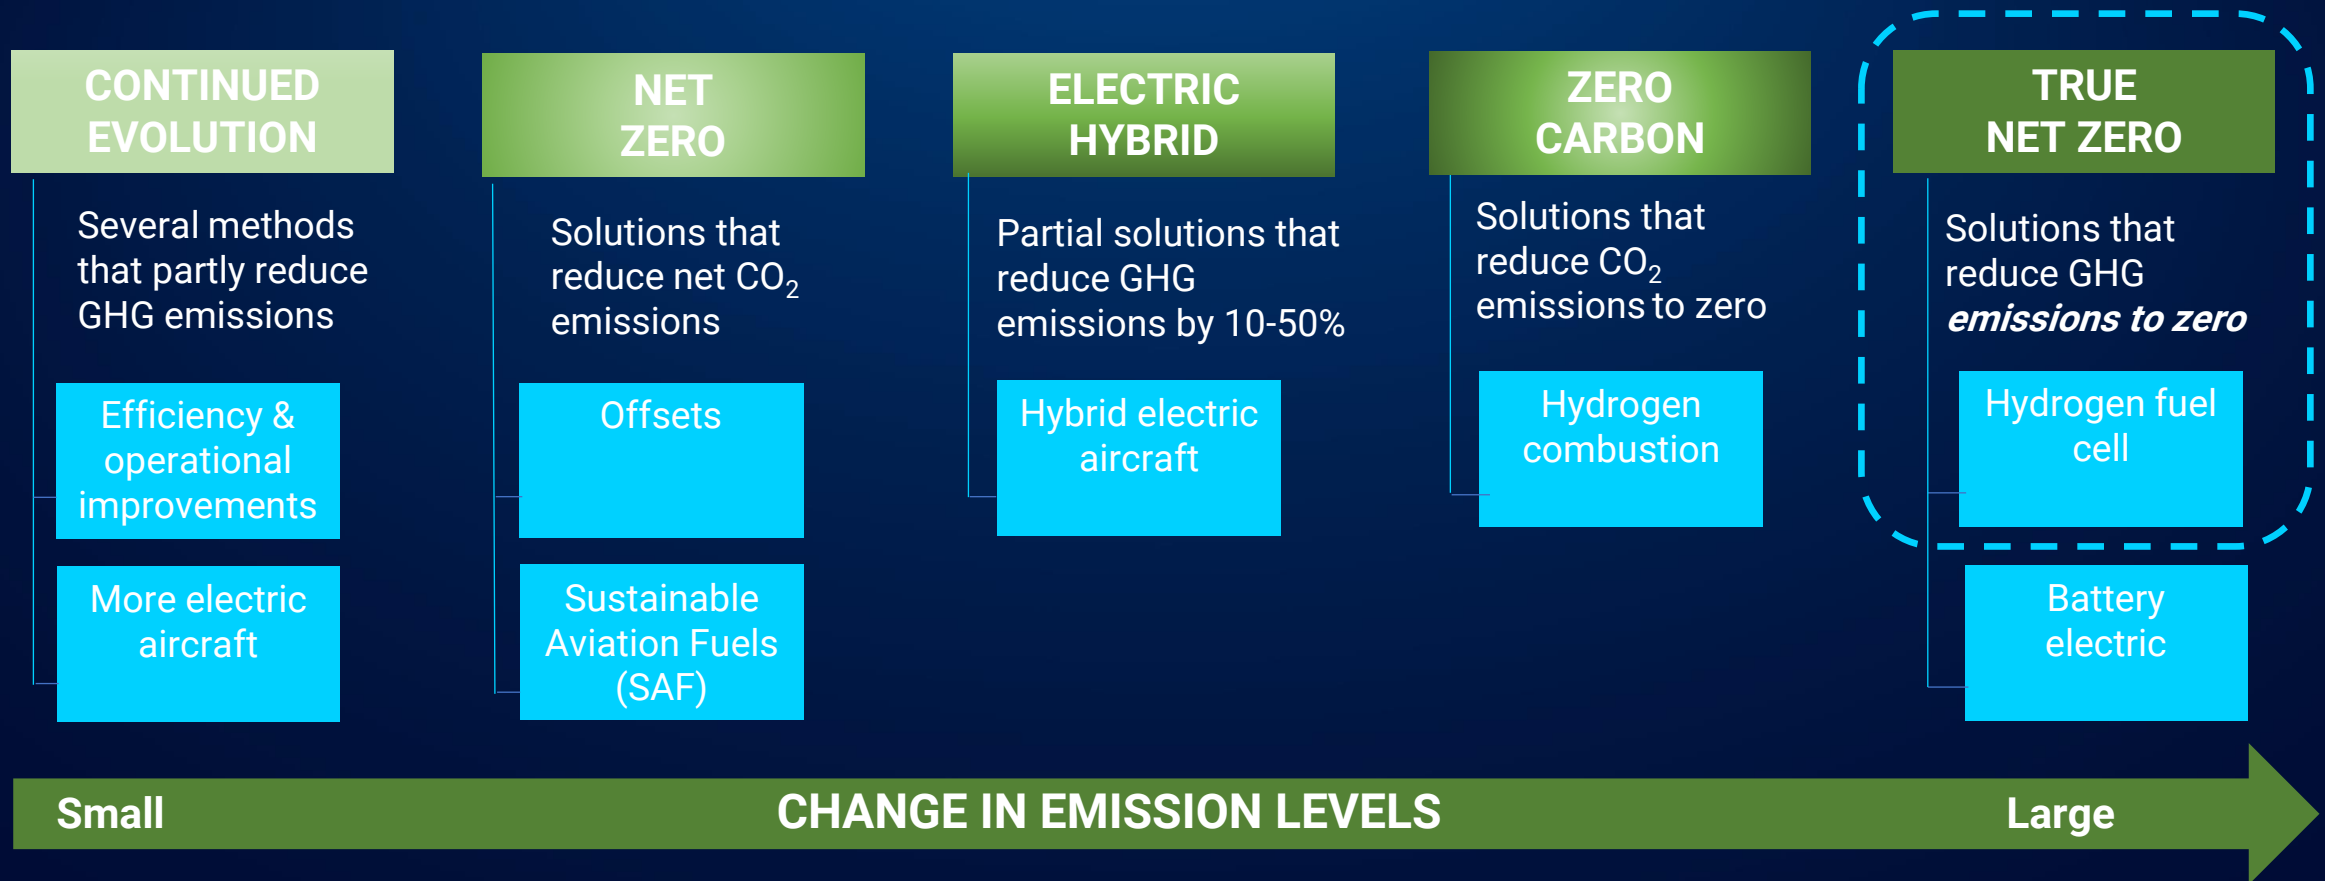 CONTINUED
EVOLUTION
Several methods
that partly reduce
GHG emissions
Efficiency &
operational
improvements
More electric
aircraft
NET
ZERO
Solutions that
reduce net CO₂
emissions
Offsets
Sustainable
Aviation Fuels
(SAF)
ELECTRIC
HYBRID
Partial solutions that
reduce GHG
emissions by 10-50%
Hybrid electric
aircraft
ZERO
CARBON
Solutions that
reduce CO₂
emissions to zero
Hydrogen
combustion
TRUE
NET ZERO
Solutions that
reduce GHG
emissions to zero
Hydrogen fuel
cell
Battery
electric
Small CHANGE IN EMISSION LEVELS Large